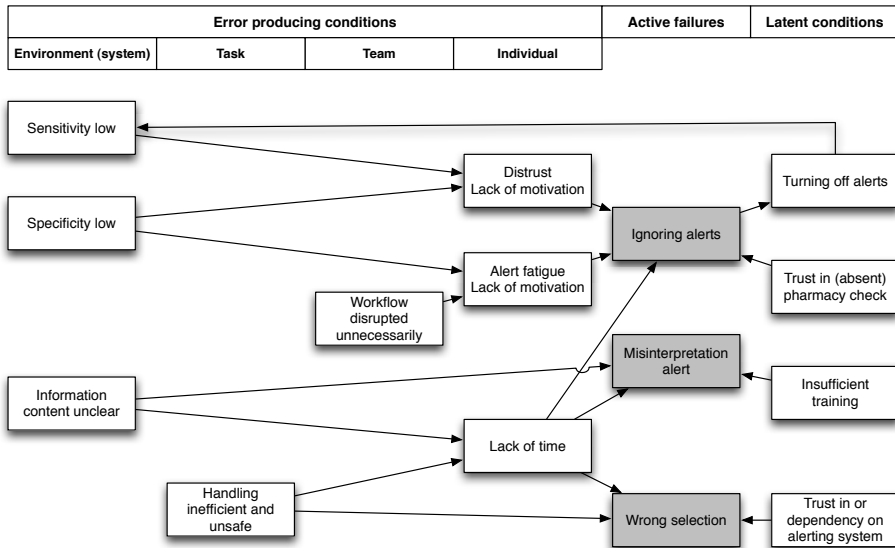 Error producing conditions
Active failures
Latent conditions
Environment (system)
Task
Team
Individual
Sensitivity low
Distrust
Lack of motivation
Turning off alerts
Specificity low
Ignoring alerts
Alert fatigue
Lack of motivation
Trust in (absent)
pharmacy check
Workflow
disrupted
unnecessarily
Misinterpretation
alert
Information
content unclear
Insufficient
training
Lack of time
Handling
inefficient and
unsafe
Wrong selection
Trust in or
dependency on
alerting system